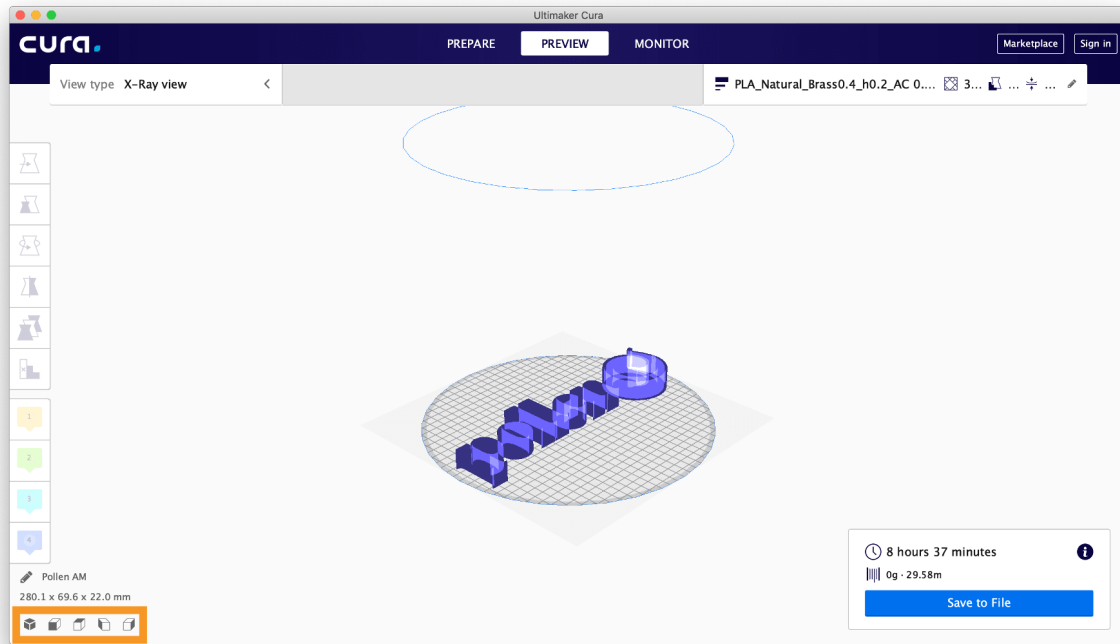 Ultimaker Cura
cura.
PREPARE PREVIEW MONITOR
Marketplace Sign in
View type X-Ray view
PLA_Natural_Brass0.4_h0.2_AC 0.... 3... ... ...
1
2
3
4
Pollen AM
280.1 x 69.6 x 22.0 mm
8 hours 37 minutes
0g · 29.58m
Save to File
pollen